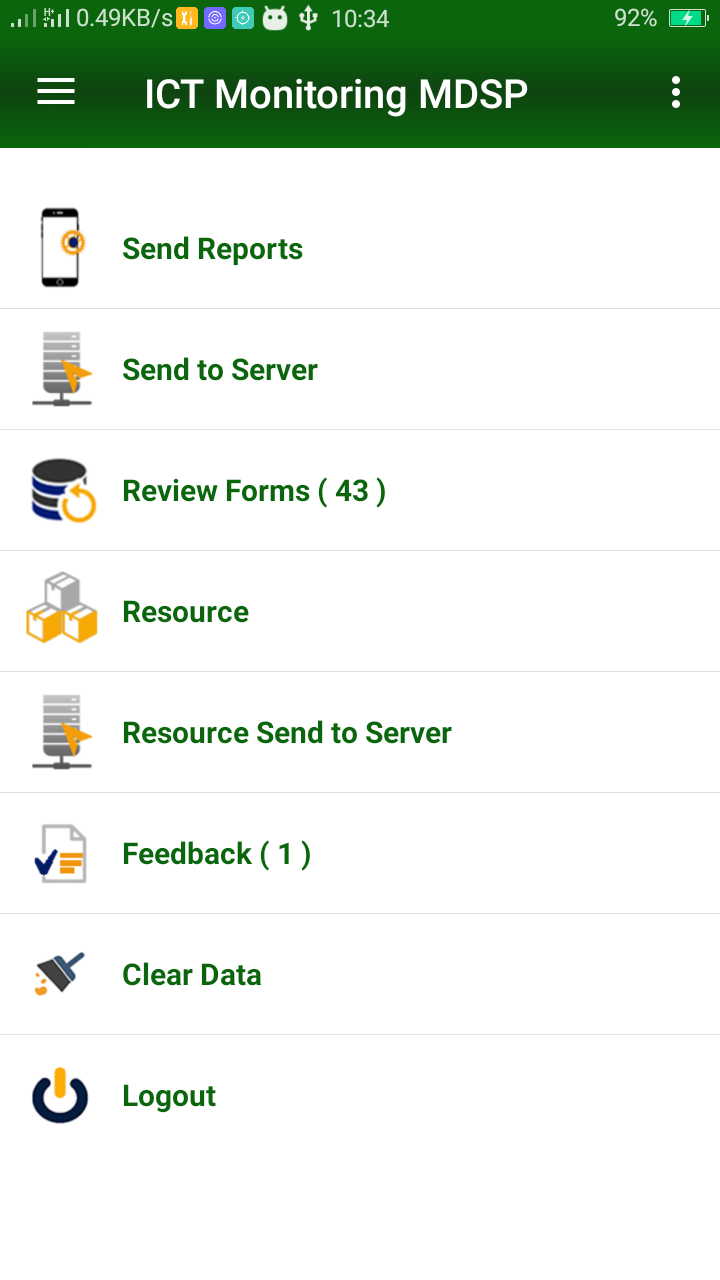 0.49KB/s 10:34 92%
ICT Monitoring MDSP
Send Reports
Send to Server
Review Forms ( 43 )
Resource
Resource Send to Server
Feedback ( 1 )
Clear Data
Logout